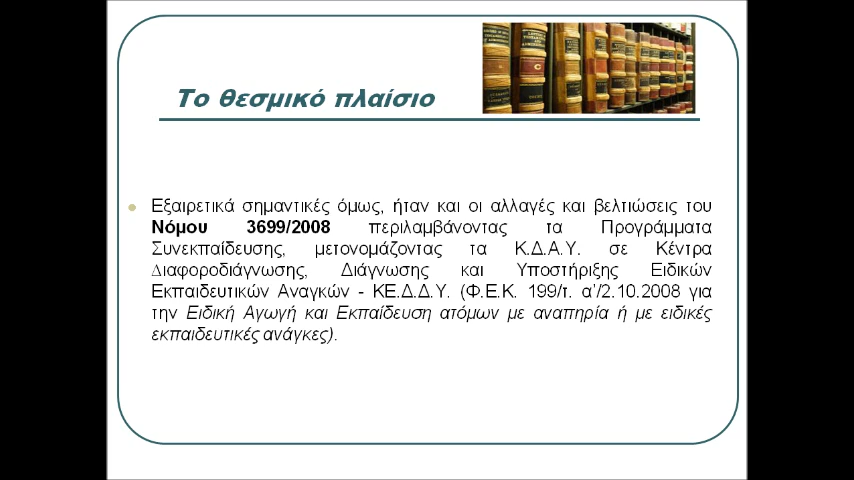 Το θεσμικό πλαίσιο
Εξαιρετικά σημαντικές όμως, ήταν και οι αλλαγές και βελτιώσεις του
Νόμου 3699/2008 περιλαμβάνοντας τα Προγράμματα
Συνεκπαίδευσης, μετονομάζοντας τα Κ.Δ.Α.Υ. σε Κέντρα
Διαφοροδιάγνωσης, Διάγνωσης και Υποστήριξης Ειδικών
Εκπαιδευτικών Αναγκών - ΚΕ.Δ.Δ.Υ. (Φ.Ε.Κ. 199/τ. α’/2.10.2008 για
την Ειδική Αγωγή και Εκπαίδευση ατόμων με αναπηρία ή με ειδικές
εκπαιδευτικές ανάγκες).